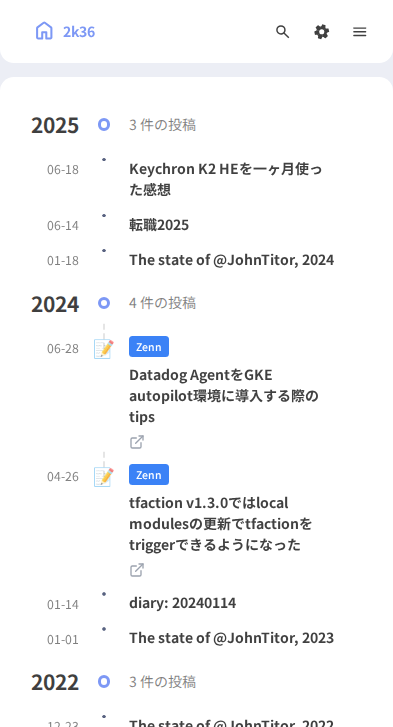 2k36
2025 3 件の投稿
06-18 Keychron K2 HEを一ヶ月使っ
た感想
06-14 転職2025
01-18 The state of @JohnTitor, 2024
2024 4 件の投稿
06-28 Zenn
Datadog AgentをGKE
autopilot環境に導入する際の
tips
04-26 Zenn
tfaction v1.3.0ではlocal
modulesの更新でtfactionを
triggerできるようになった
01-14 diary: 20240114
01-01 The state of @JohnTitor, 2023
2022 3 件の投稿
12-23 The state of @JohnTitor, 2022